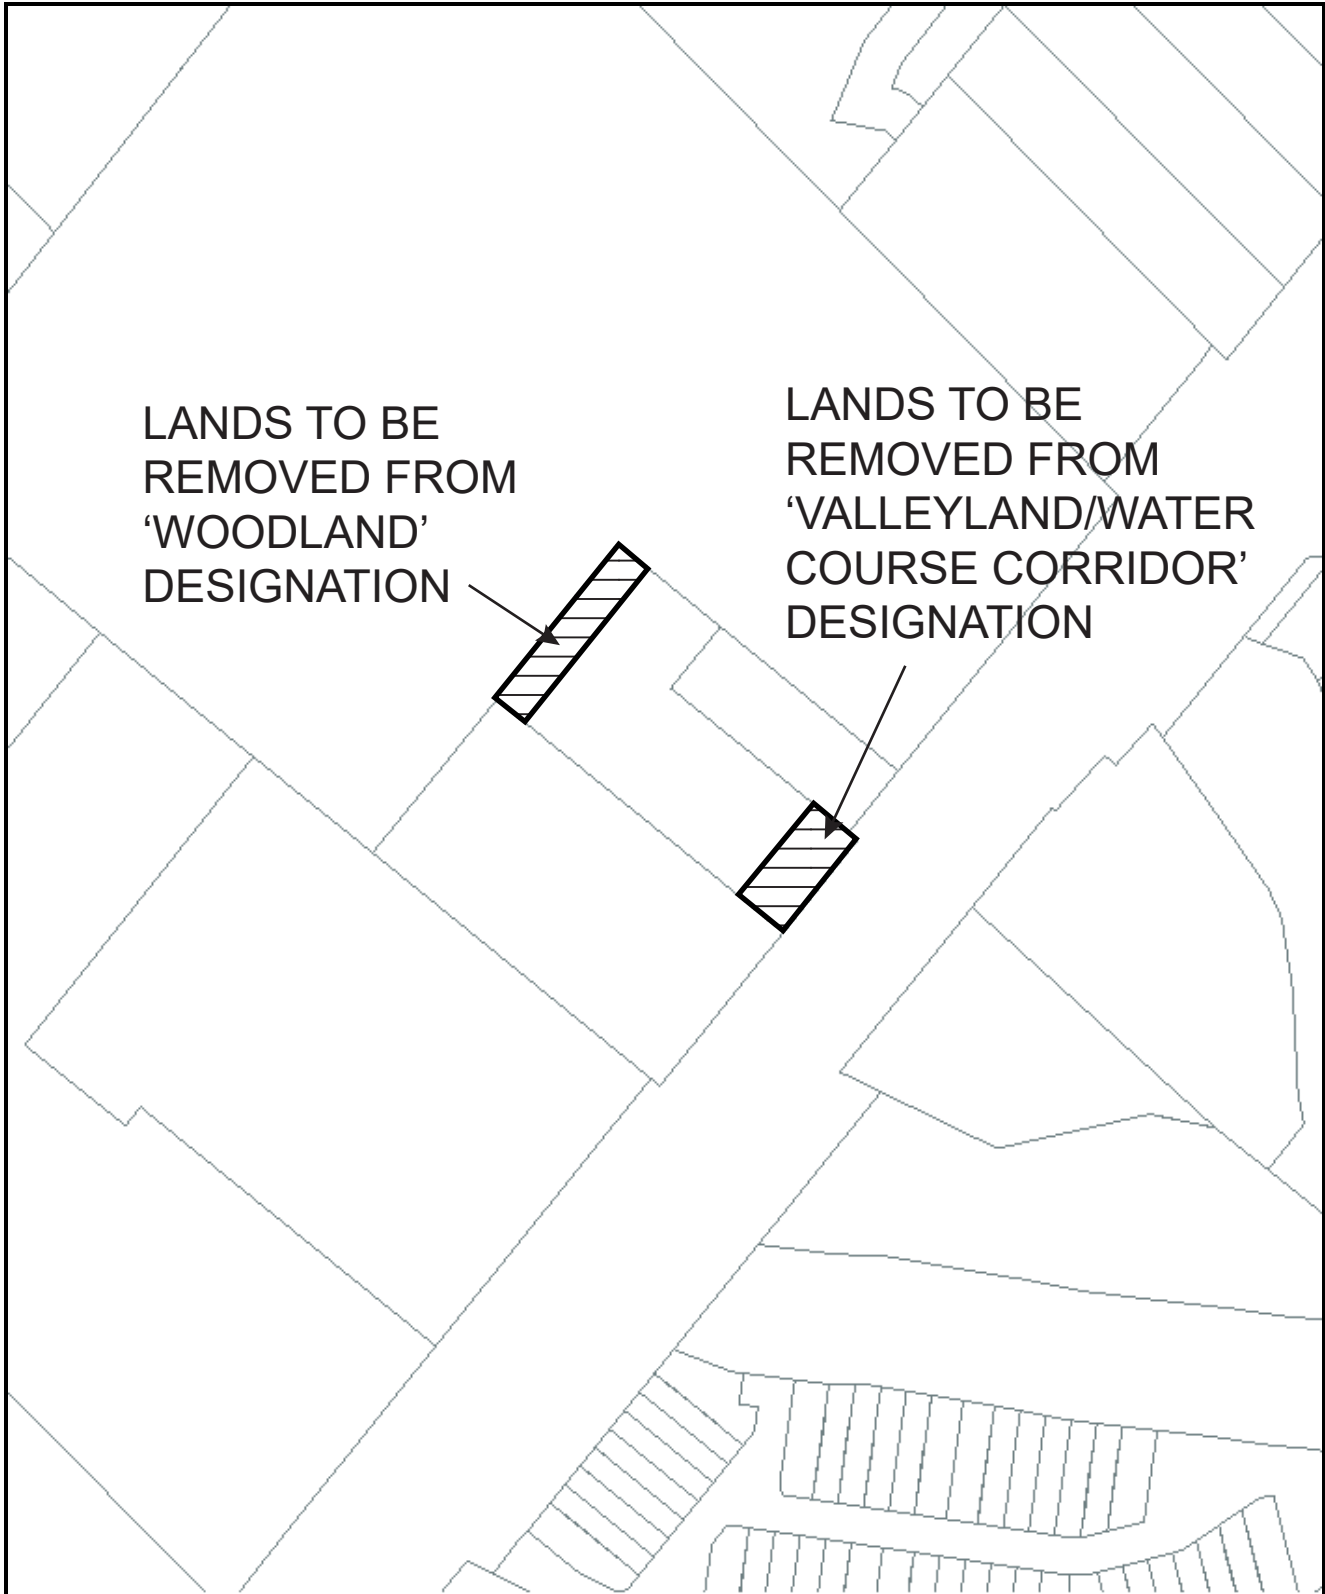 LANDS TO BE
REMOVED FROM
‘WOODLAND’
DESIGNATION
LANDS TO BE
REMOVED FROM
‘VALLEYLAND/WATER
COURSE CORRIDOR’
DESIGNATION